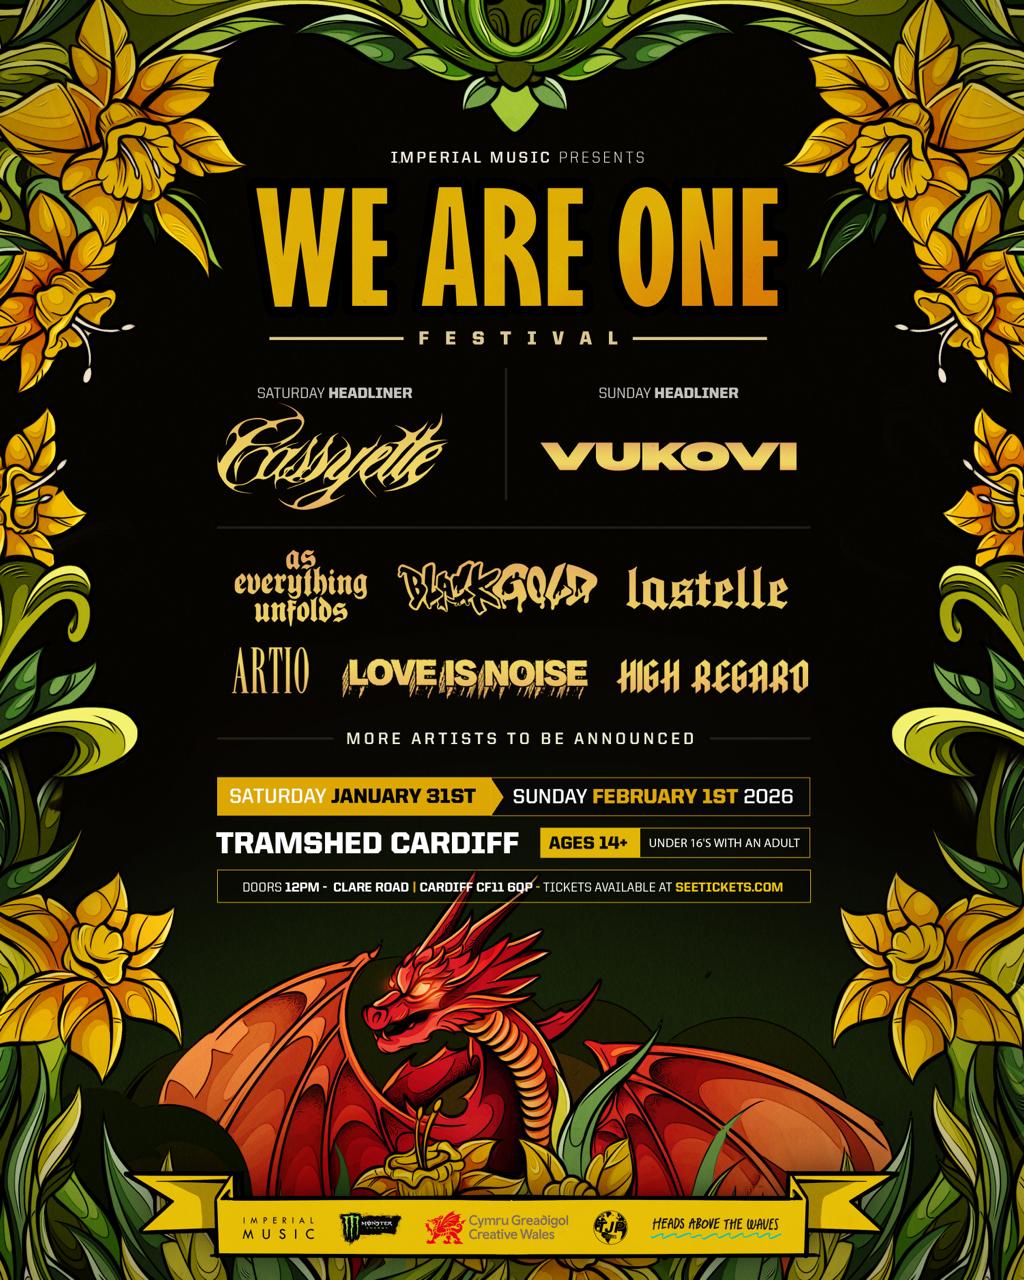 IMPERIAL MUSIC PRESENTS
WE ARE ONE
FESTIVAL
SATURDAY HEADLINER
Cassyette
SUNDAY HEADLINER
VUKOVI
as
everything
unfolds
BLACKGOLD
lastelle
ARTIO
LOVE IS NOISE
HIGH REGARD
MORE ARTISTS TO BE ANNOUNCED
SATURDAY JANUARY 31ST SUNDAY FEBRUARY 1ST 2026
TRAMSHED CARDIFF AGES 14+ UNDER 16'S WITH AN ADULT
DOORS 12PM - CLARE ROAD | CARDIFF CF11 6QP - TICKETS AVAILABLE AT SEETICKETS.COM
IMPERIAL
MUSIC
MONSTER
ENERGY
Cymru Greadigol
Creative Wales
TJP
HEADS ABOVE THE WAVES